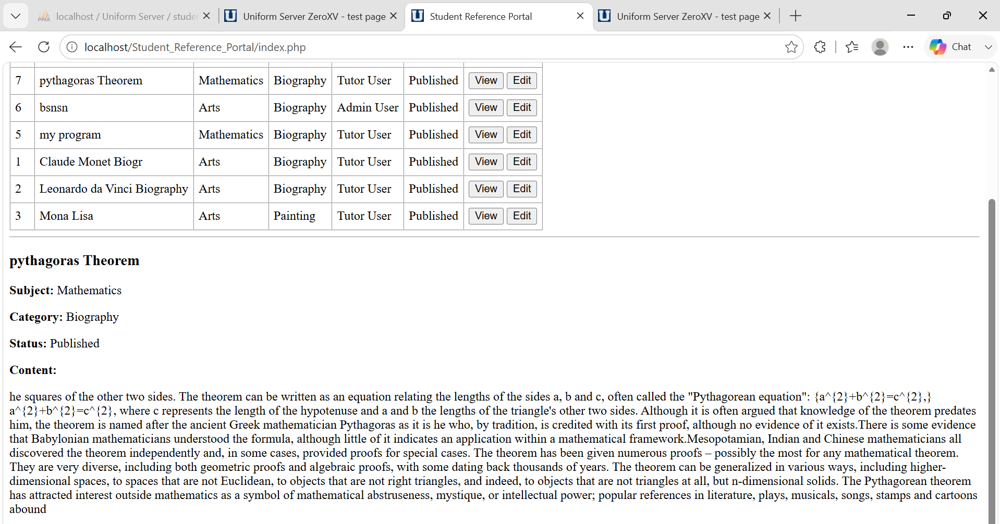 localhost / Uniform Server / stude
Uniform Server ZeroXV - test page
Student Reference Portal
Uniform Server ZeroXV - test page
localhost/Student_Reference_Portal/index.php
Chat
7 pythagoras Theorem Mathematics Biography Tutor User Published View Edit
6 bsnsn Arts Biography Admin User Published View Edit
5 my program Mathematics Biography Tutor User Published View Edit
1 Claude Monet Biogr Arts Biography Tutor User Published View Edit
2 Leonardo da Vinci Biography Arts Biography Tutor User Published View Edit
3 Mona Lisa Arts Painting Tutor User Published View Edit
pythagoras Theorem
Subject: Mathematics
Category: Biography
Status: Published
Content:
he squares of the other two sides. The theorem can be written as an equation relating the lengths of the sides a, b and c, often called the "Pythagorean equation": {a^{2}+b^{2}=c^{2},}
a^{2}+b^{2}=c^{2}, where c represents the length of the hypotenuse and a and b the lengths of the triangle's other two sides. Although it is often argued that knowledge of the theorem predates
him, the theorem is named after the ancient Greek mathematician Pythagoras as it is he who, by tradition, is credited with its first proof, although no evidence of it exists.There is some evidence
that Babylonian mathematicians understood the formula, although little of it indicates an application within a mathematical framework.Mesopotamian, Indian and Chinese mathematicians all
discovered the theorem independently and, in some cases, provided proofs for special cases. The theorem has been given numerous proofs – possibly the most for any mathematical theorem.
They are very diverse, including both geometric proofs and algebraic proofs, with some dating back thousands of years. The theorem can be generalized in various ways, including higher-
dimensional spaces, to spaces that are not Euclidean, to objects that are not right triangles, and indeed, to objects that are not triangles at all, but n-dimensional solids. The Pythagorean theorem
has attracted interest outside mathematics as a symbol of mathematical abstruseness, mystique, or intellectual power; popular references in literature, plays, musicals, songs, stamps and cartoons
abound